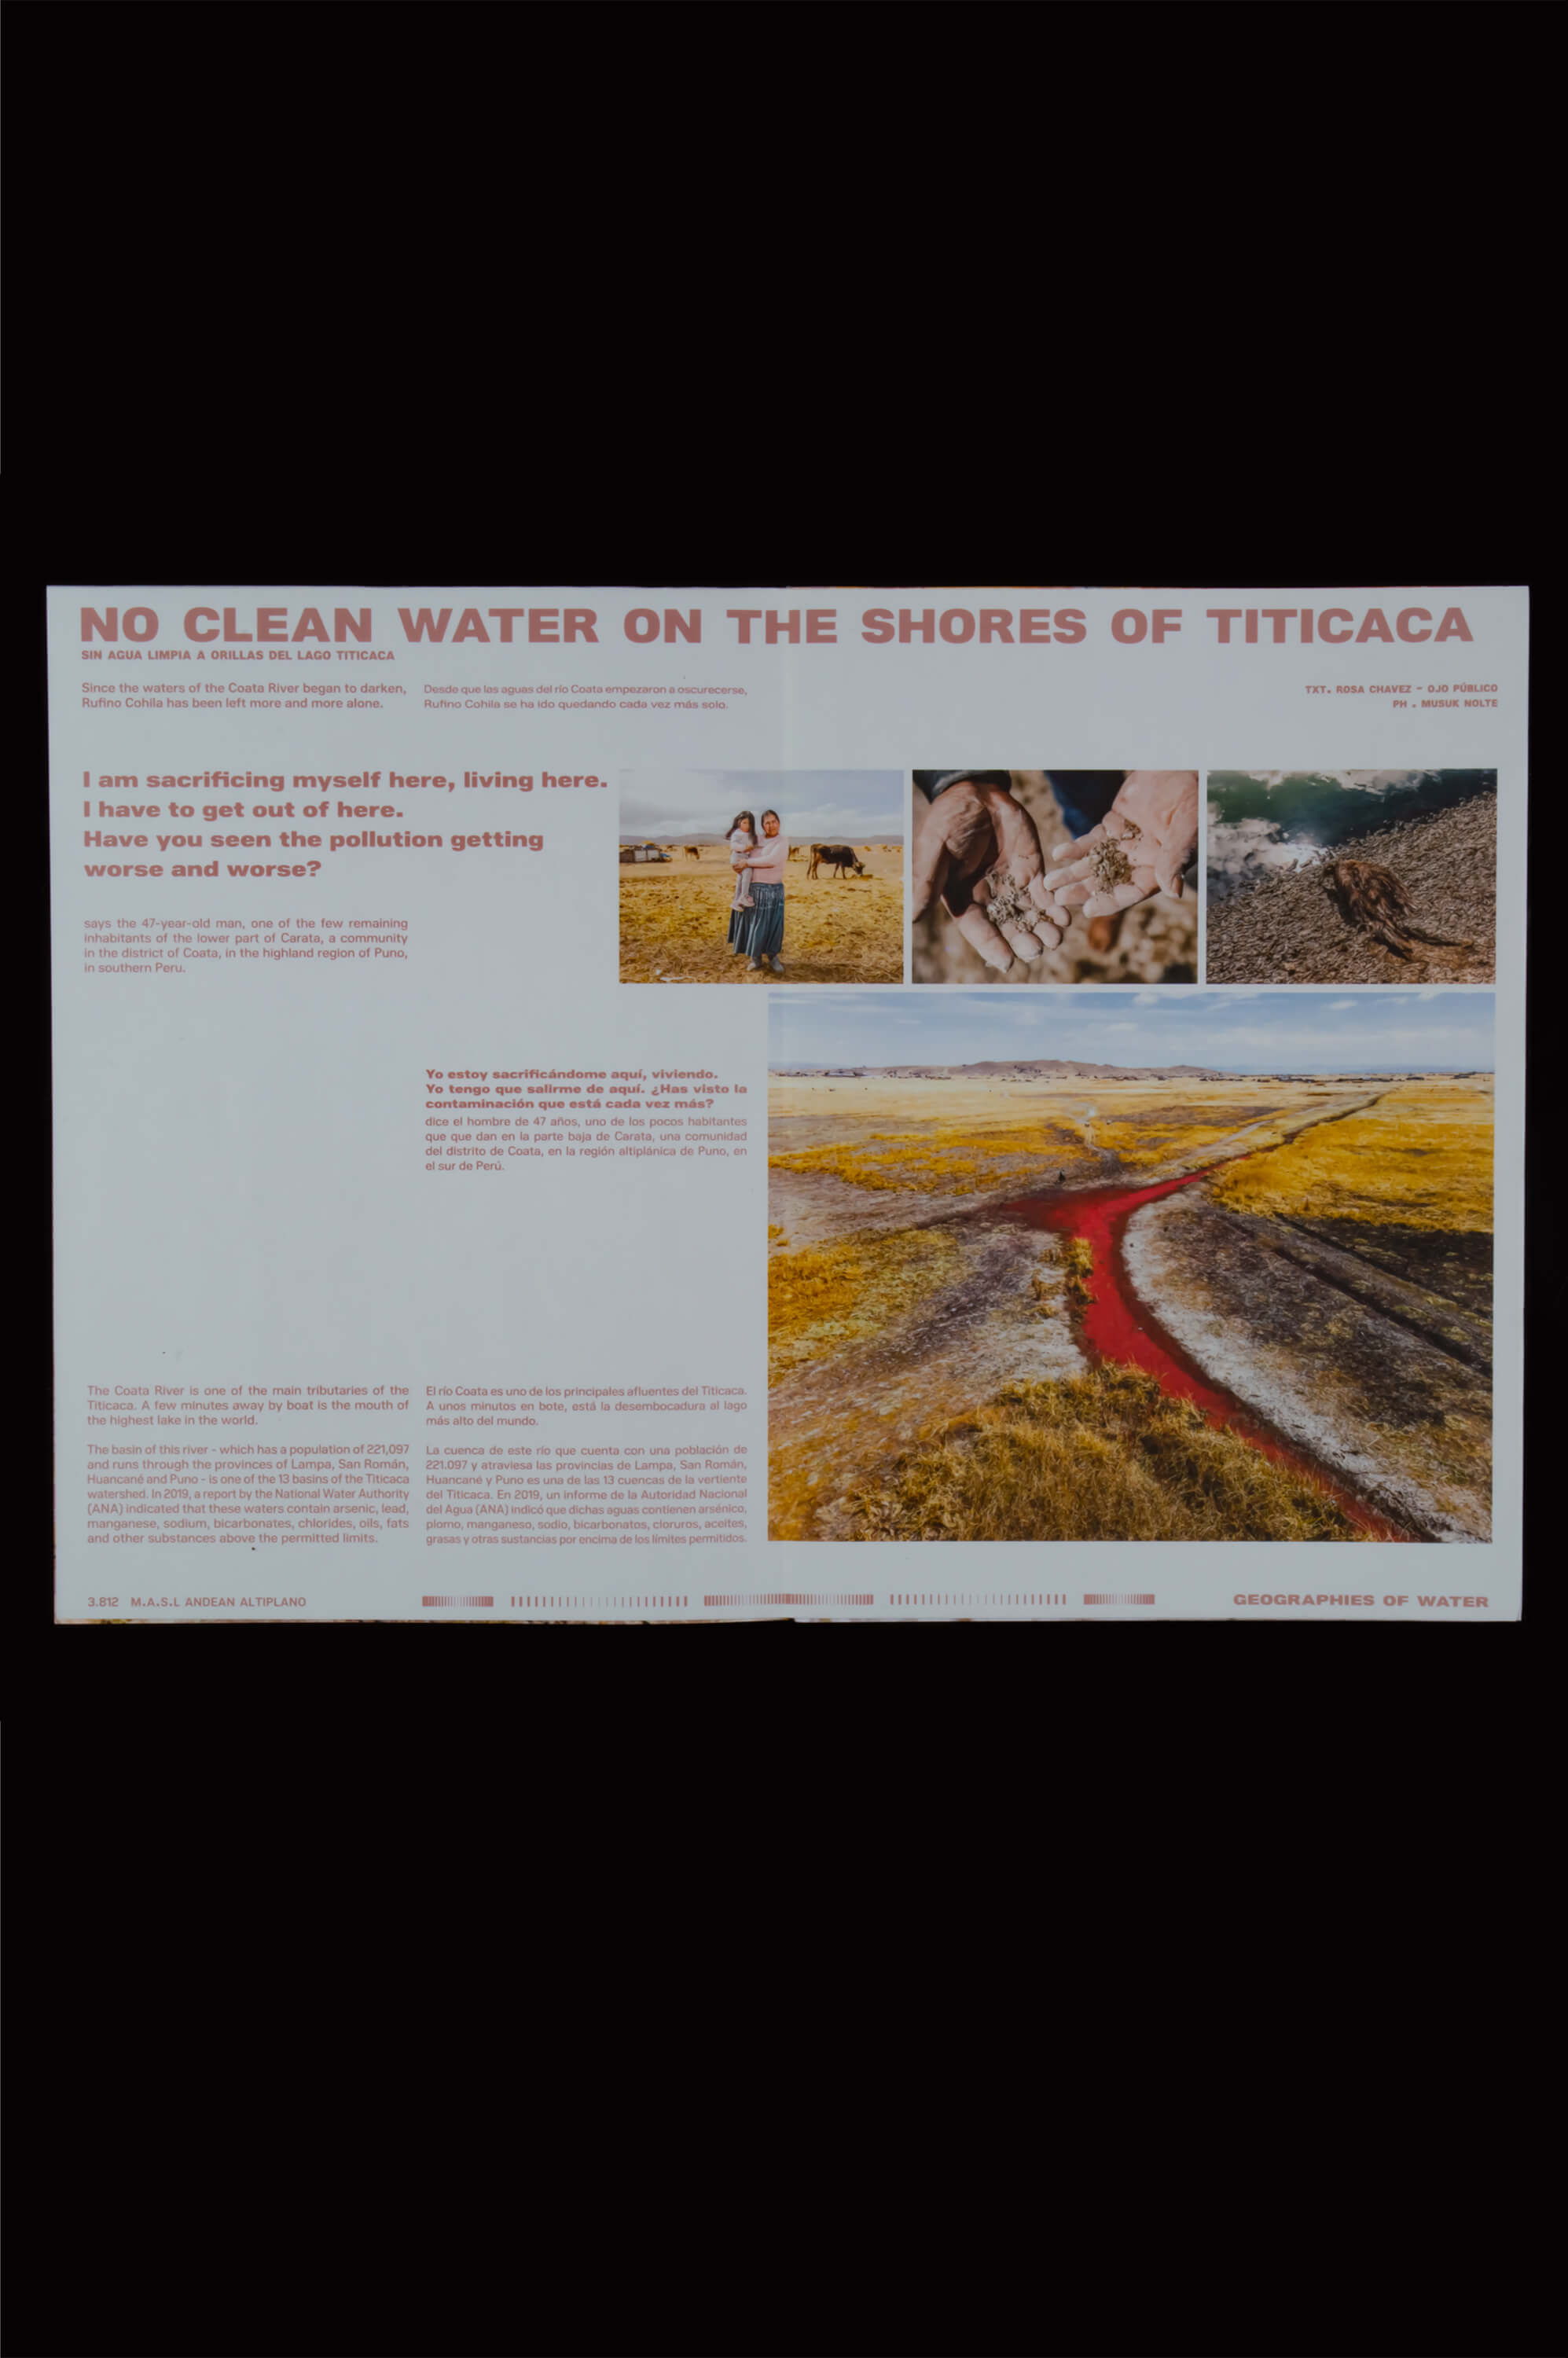 NO CLEAN WATER ON THE SHORES OF TITICACA
SIN AGUA LIMPIA A ORILLAS DEL LAGO TITICACA
Since the waters of the Coata River began to darken,
Rufino Cohila has been left more and more alone.
Desde que las aguas del río Coata empezaron a oscurecerse,
Rufino Cohila se ha ido quedando cada vez más solo.
TXT. ROSA CHAVEZ - OJO PÚBLICO
PH . MUSUK NOLTE
I am sacrificing myself here, living here.
I have to get out of here.
Have you seen the pollution getting
worse and worse?
says the 47-year-old man, one of the few remaining
inhabitants of the lower part of Carata, a community
in the district of Coata, in the highland region of Puno,
in southern Peru.
Yo estoy sacrificándome aquí, viviendo.
Yo tengo que salirme de aquí. ¿Has visto la
contaminación que está cada vez más?
dice el hombre de 47 años, uno de los pocos habitantes
que que dan en la parte baja de Carata, una comunidad
del distrito de Coata, en la región altiplánica de Puno, en
el sur de Perú.
The Coata River is one of the main tributaries of the
Titicaca. A few minutes away by boat is the mouth of
the highest lake in the world.
The basin of this river - which has a population of 221,097
and runs through the provinces of Lampa, San Román,
Huancané and Puno - is one of the 13 basins of the Titicaca
watershed. In 2019, a report by the National Water Authority
(ANA) indicated that these waters contain arsenic, lead,
manganese, sodium, bicarbonates, chlorides, oils, fats
and other substances above the permitted limits.
El río Coata es uno de los principales afluentes del Titicaca.
A unos minutos en bote, está la desembocadura al lago
más alto del mundo.
La cuenca de este río que cuenta con una población de
221.097 y atraviesa las provincias de Lampa, San Román,
Huancané y Puno es una de las 13 cuencas de la vertiente
del Titicaca. En 2019, un informe de la Autoridad Nacional
del Agua (ANA) indicó que dichas aguas contienen arsénico,
plomo, manganeso, sodio, bicarbonatos, cloruros, aceites,
grasas y otras sustancias por encima de los límites permitidos.
3.812 M.A.S.L ANDEAN ALTIPLANO
GEOGRAPHIES OF WATER